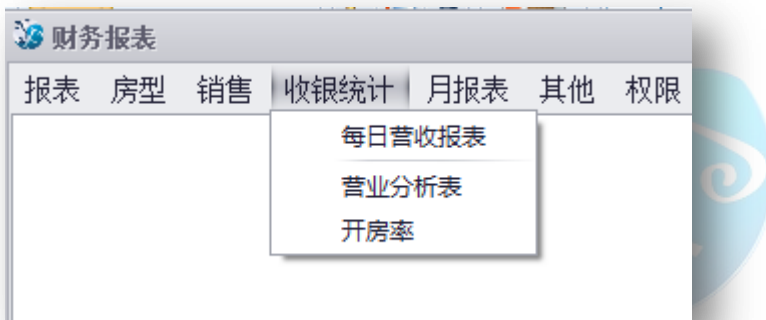 财务报表
报表 房型 销售 收银统计 月报表 其他 权限
每日营收报表
营业分析表
开房率